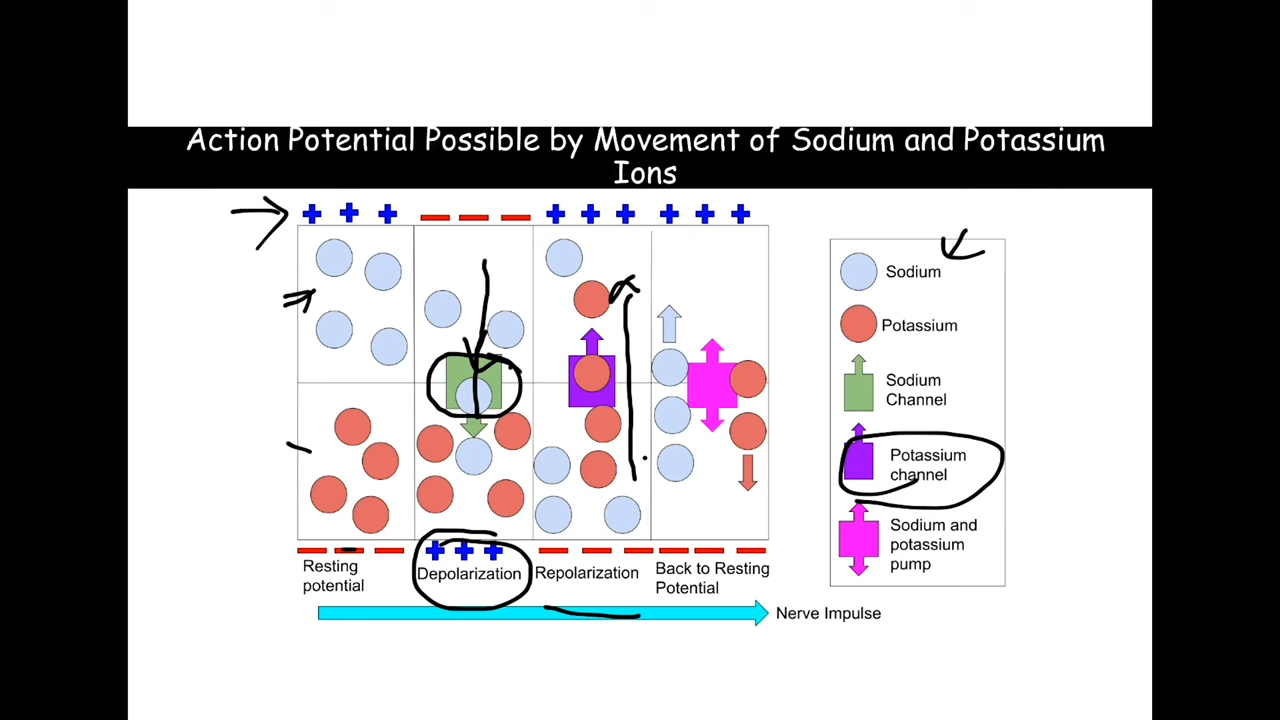 Action Potential Possible by Movement of Sodium and Potassium
Ions
+ + + − − − + + + + + +
Sodium
Potassium
Sodium
Channel
Potassium
channel
Sodium and
potassium
pump
− − − + + + − − − − − −
Resting
potential
Depolarization
Repolarization
Back to Resting
Potential
Nerve Impulse